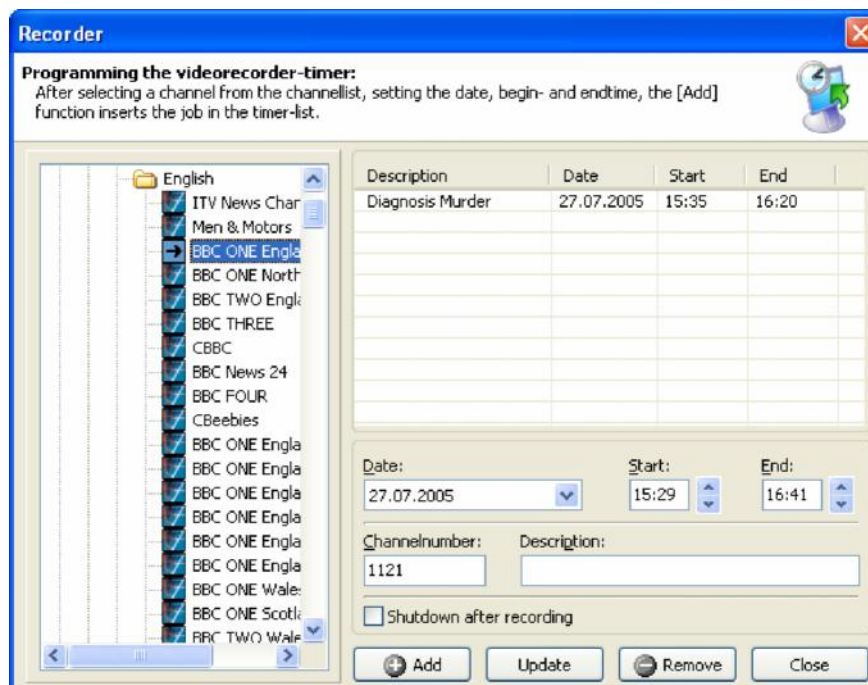 Recorder
Programming the videorecorder-timer:
After selecting a channel from the channellist, setting the date, begin- and endtime, the [Add]
function inserts the job in the timer-list.
English
ITV News Char
Men & Motors
BBC ONE Engla
BBC ONE North
BBC TWO Engla
BBC THREE
CBBC
BBC News 24
BBC FOUR
CBeebies
BBC ONE Engla
BBC ONE Engla
BBC ONE Engla
BBC ONE Engla
BBC ONE Engla
BBC ONE Engla
BBC ONE Wale
BBC ONE Scotla
BBC TWO Wale
Description Date Start End
Diagnosis Murder 27.07.2005 15:35 16:20
Date: Start: End:
27.07.2005 15:29 16:41
Channelnumber: Description:
1121
Shutdown after recording
Add Update Remove Close